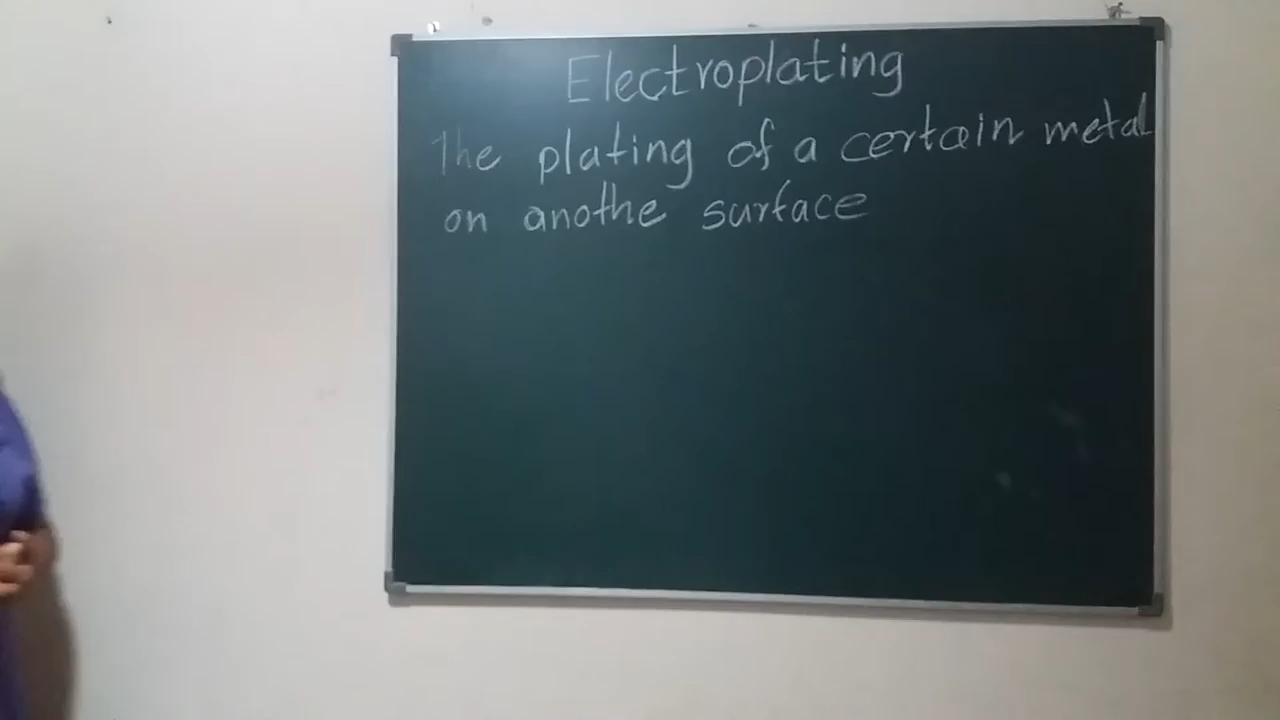 Electroplating
The plating of a certain metal
on anothe surface